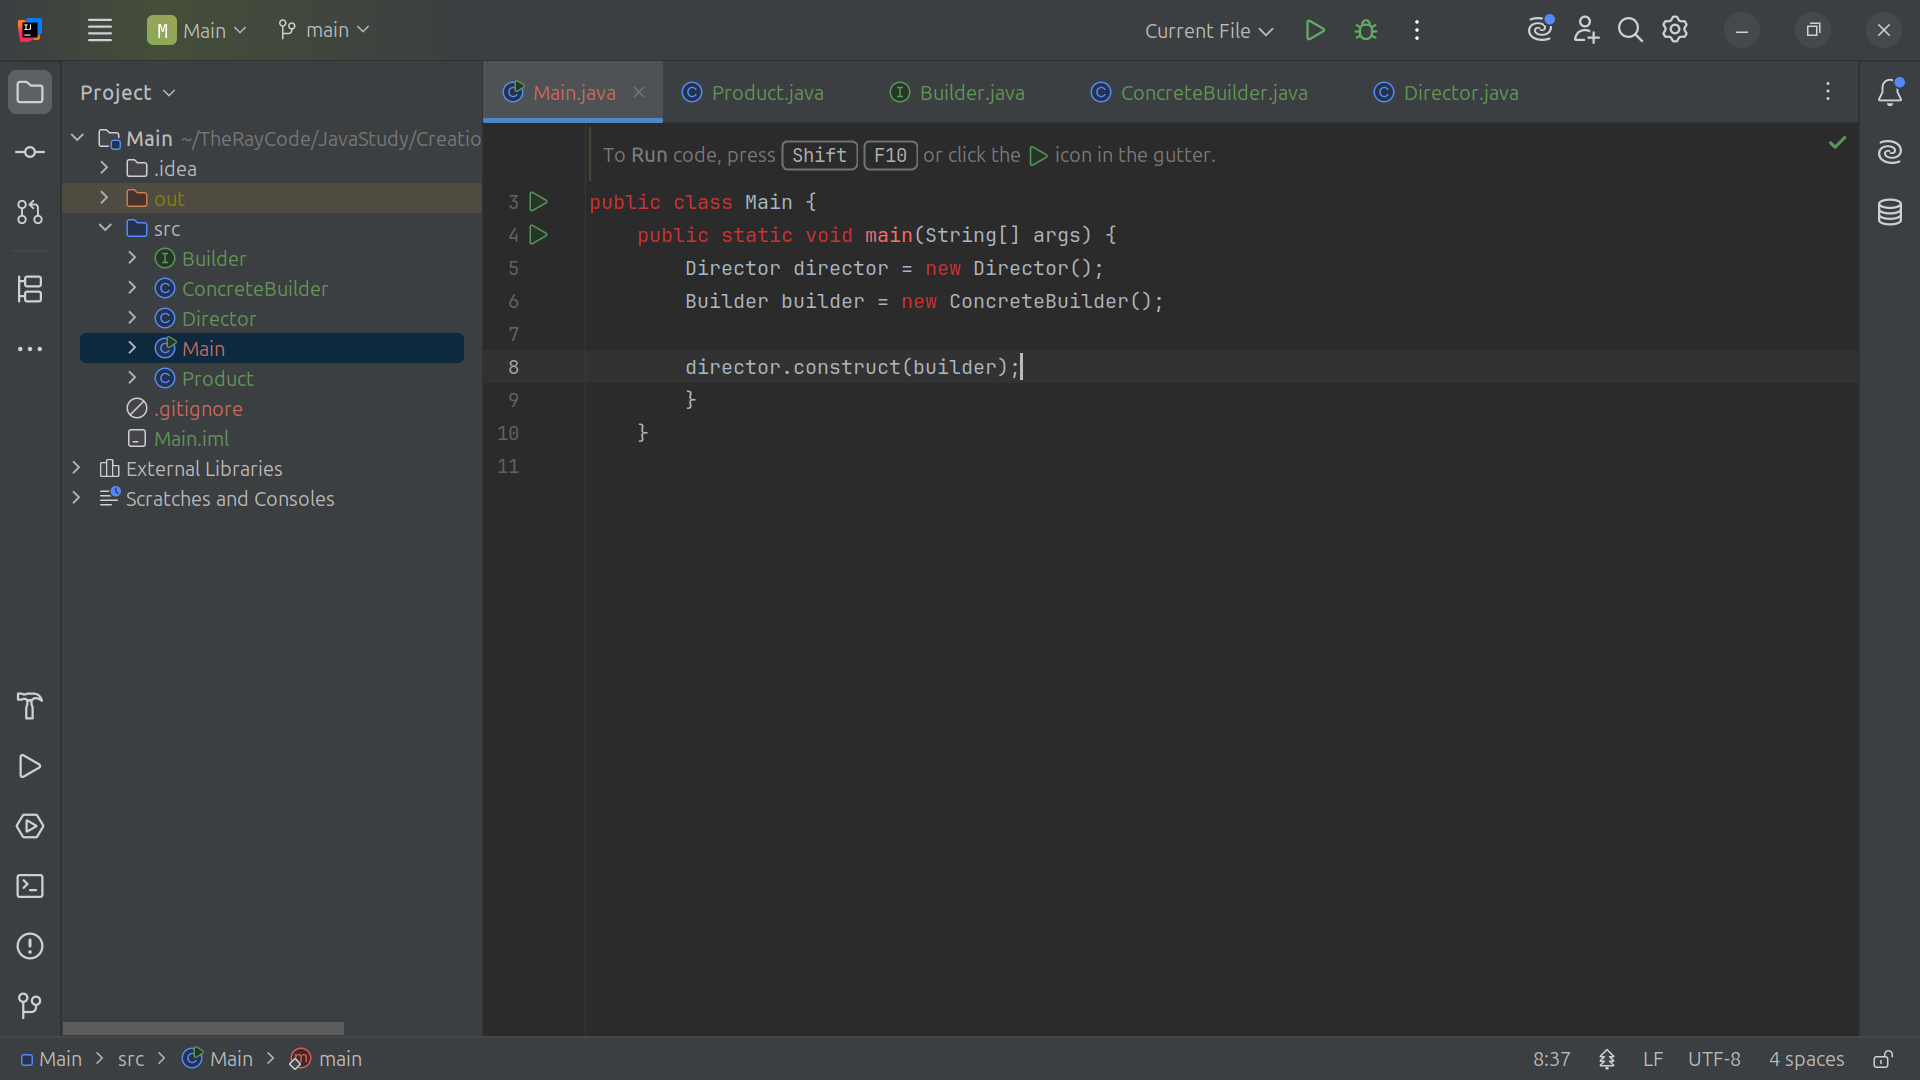 M Main main Current File
Project
Main.java Product.java Builder.java ConcreteBuilder.java Director.java
Main ~/TheRayCode/JavaStudy/Creatio
.idea
out
src
Builder
ConcreteBuilder
Director
Main
Product
.gitignore
Main.iml
External Libraries
Scratches and Consoles
To Run code, press Shift F10 or click the icon in the gutter.
3 public class Main {
4 public static void main(String[] args) {
5 Director director = new Director();
6 Builder builder = new ConcreteBuilder();
7
8 director.construct(builder);
9 }
10 }
11
Main src Main main 8:37 LF UTF-8 4 spaces